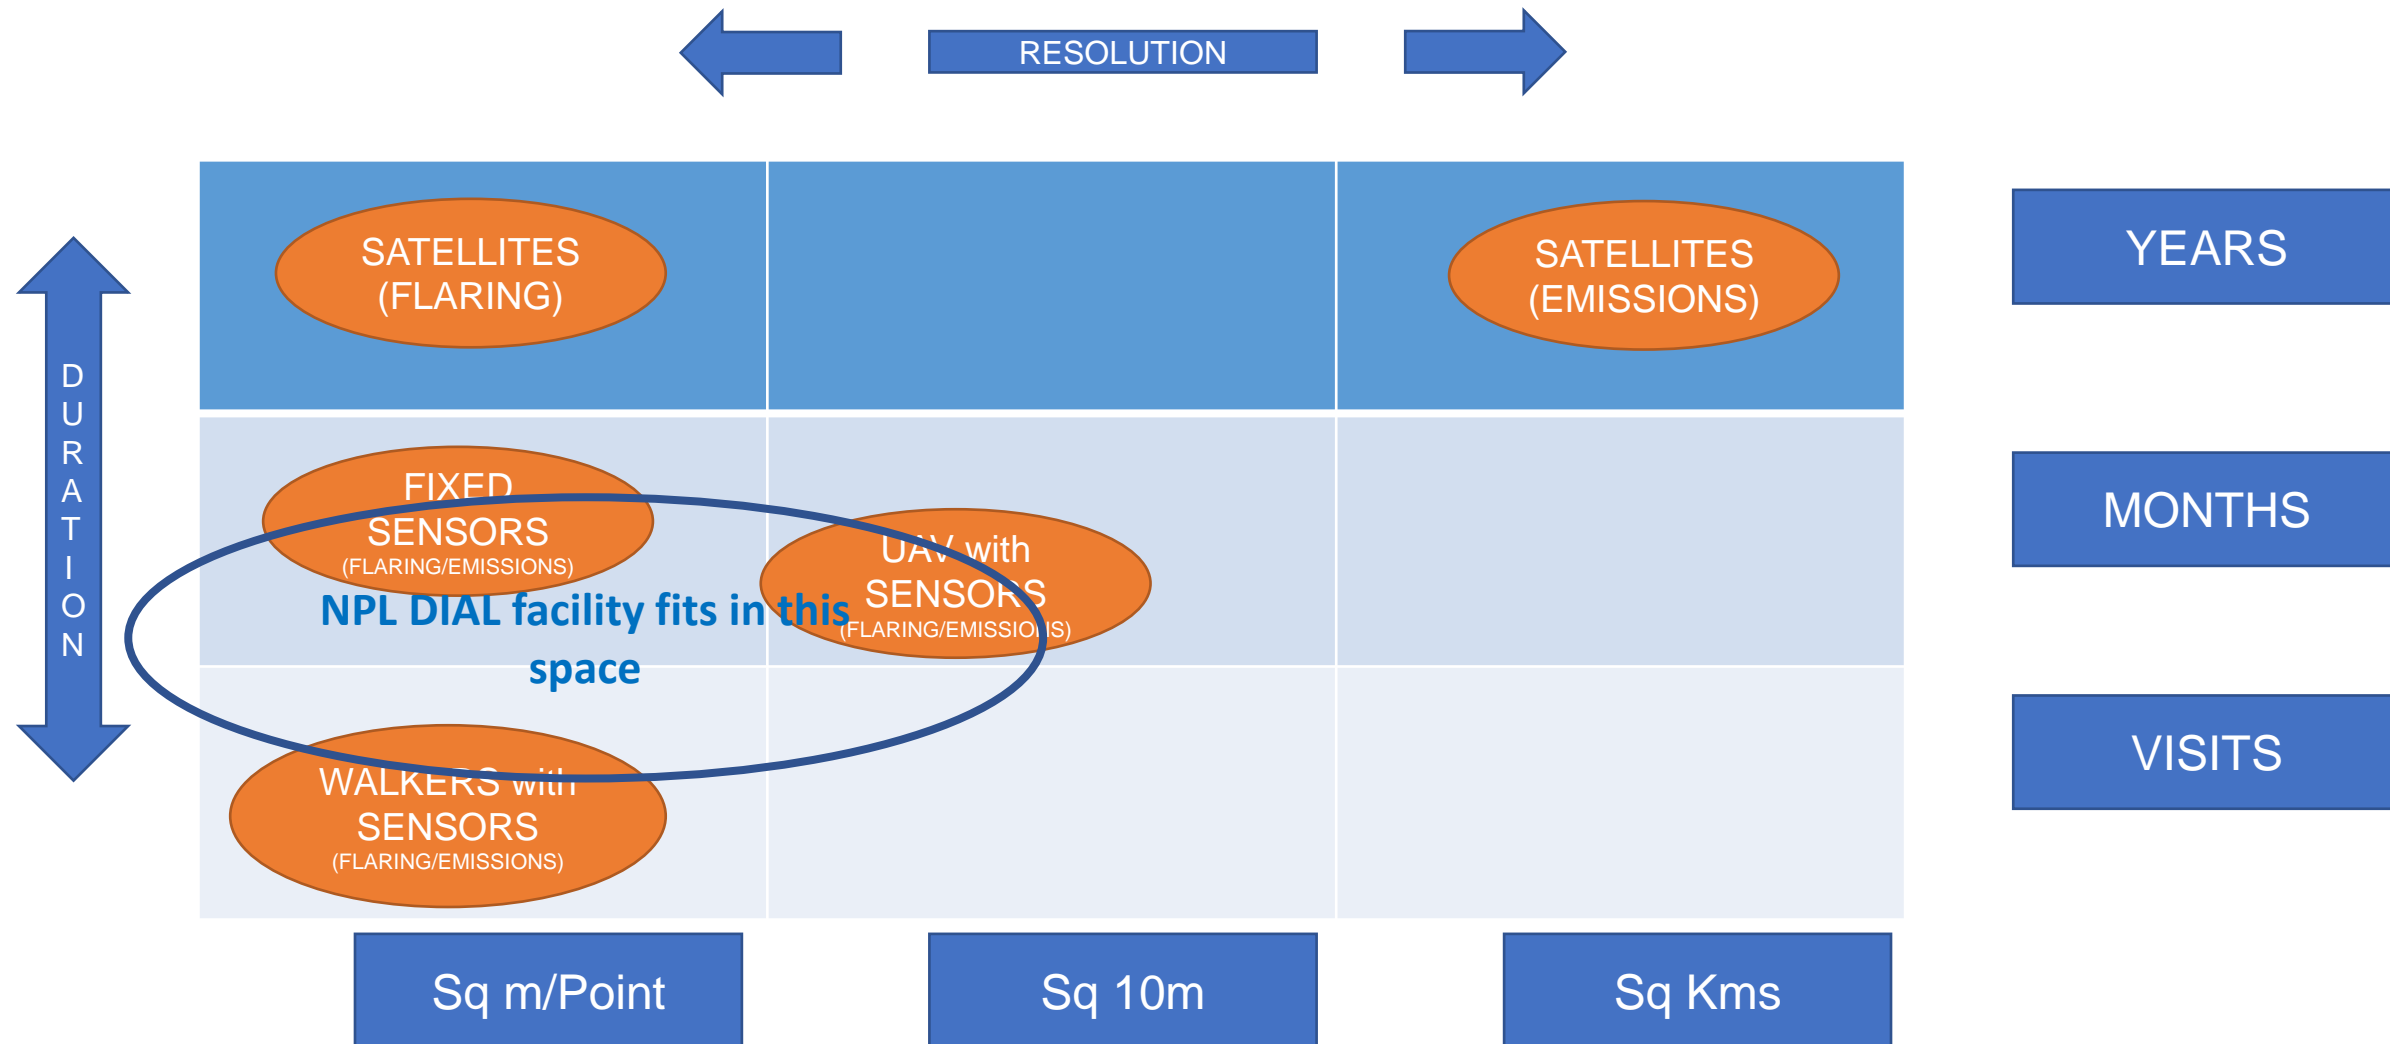 RESOLUTION
SATELLITES
(FLARING)
SATELLITES
(EMISSIONS)
YEARS
DURATION
FIXED
SENSORS
(FLARING/EMISSIONS)
UAV with
SENSORS
(FLARING/EMISSIONS)
MONTHS
NPL DIAL facility fits in this
space
WALKERS with
SENSORS
(FLARING/EMISSIONS)
VISITS
Sq m/Point
Sq 10m
Sq Kms